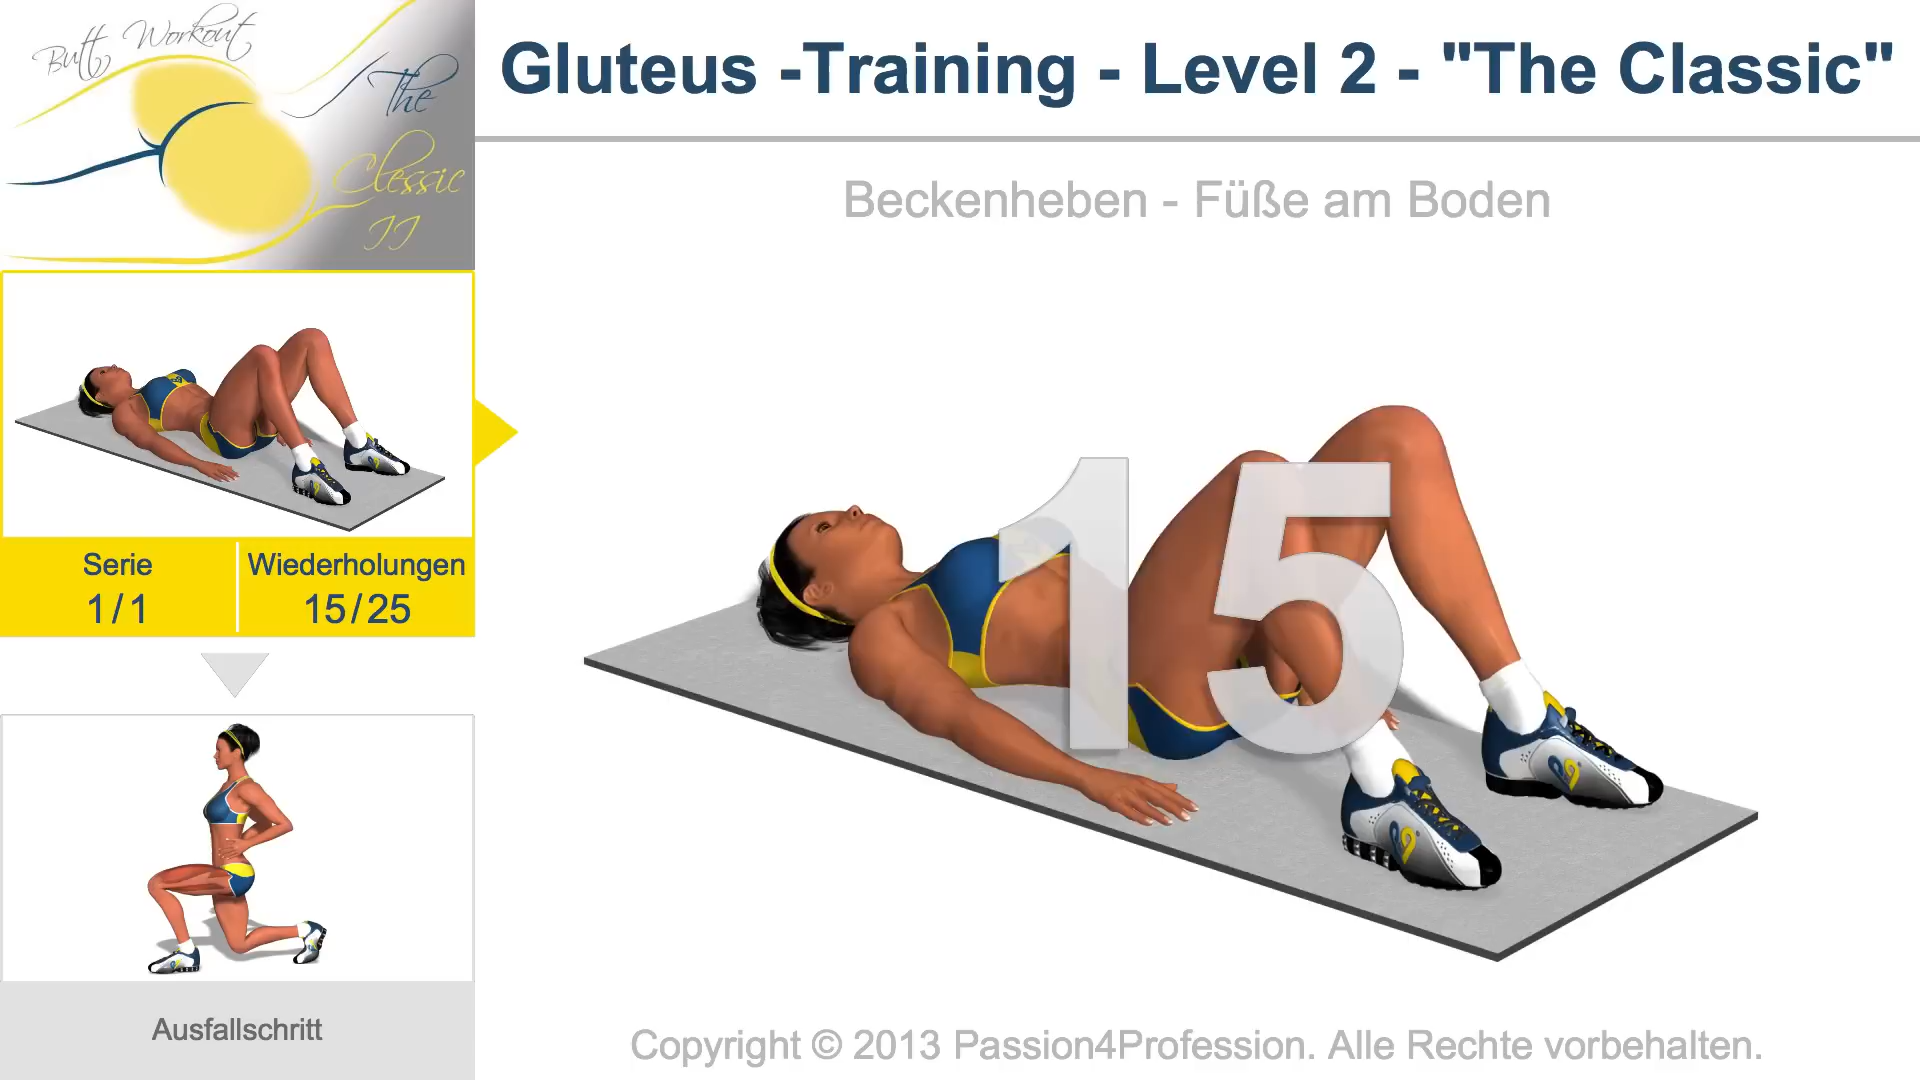 Butt Workout
The
Classic
II
Gluteus -Training - Level 2 - "The Classic"
Beckenheben - Füße am Boden
15
Serie
1/1
Wiederholungen
15/25
Ausfallschritt
Copyright © 2013 Passion4Profession. Alle Rechte vorbehalten.